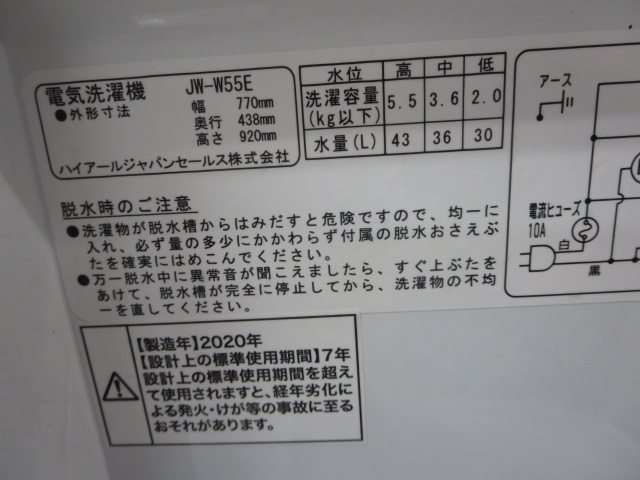 電気洗濯機 JW-W55E
●外形寸法 幅 770mm
奥行 438mm
高さ 920mm
ハイアールジャパンセールス株式会社
水位 高 中 低
洗濯容量(kg以下) 5.5 3.6 2.0
水量(L) 43 36 30
アース
電流ヒューズ
10A
白
黒
脱水時のご注意
●洗濯物が脱水槽からはみだすと危険ですので、均一に
入れ、必ず量の多少にかかわらず付属の脱水おさえぶ
たを確実にはめこんでください。
●万一脱水中に異常音が聞こえましたら、すぐ上ぶたを
あけて、脱水槽が完全に停止してから、洗濯物の不均
一を直してください。
【製造年】2020年
【設計上の標準使用期間】7年
設計上の標準使用期間を超え
て使用されますと、経年劣化に
よる発火・けが等の事故に至る
おそれがあります。